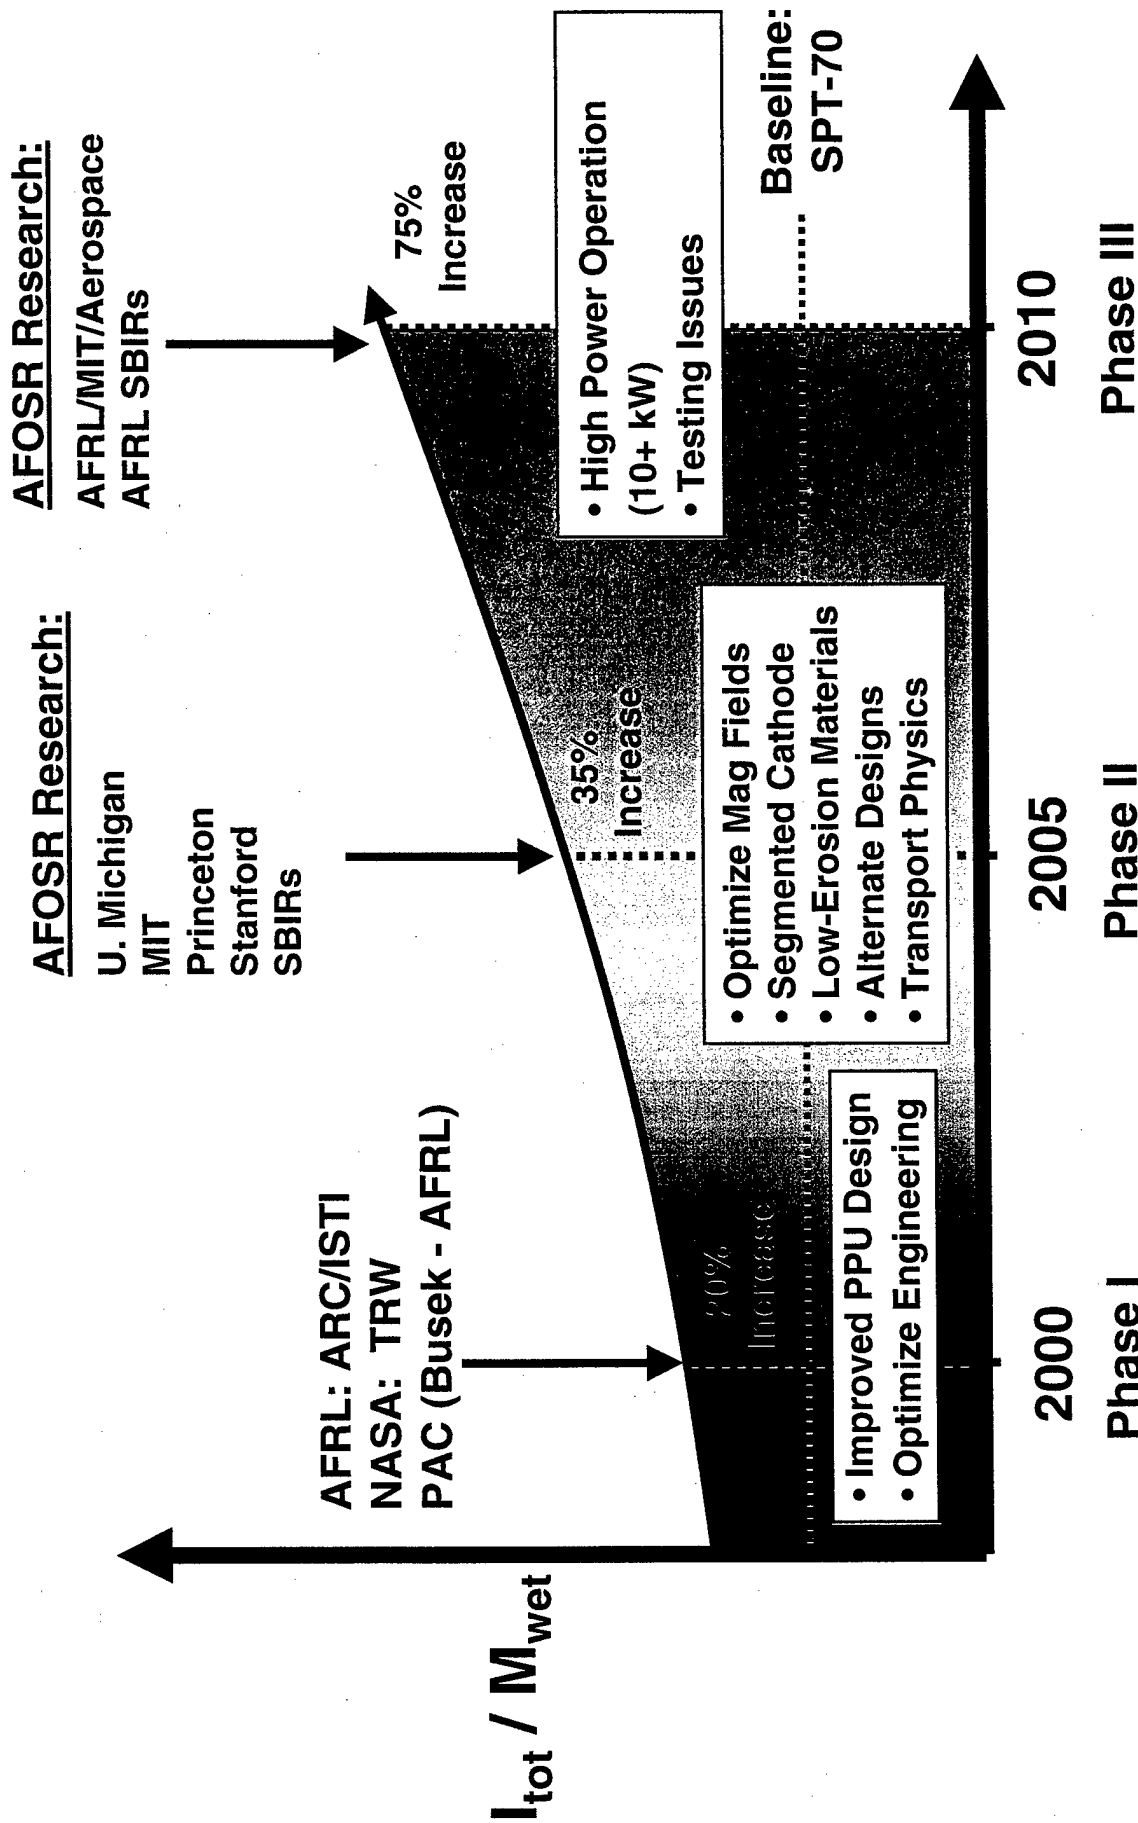 AFOSR Research:
AFRL/MIT/Aerospace
AFRL SBIRs
AFOSR Research:
U. Michigan
MIT
Princeton
Stanford
SBIRs
AFRL: ARC/ISTI
NASA: TRW
PAC (Busek - AFRL)
I_tot / M_wet
75%
Increase
35%
Increase
20%
Increase
• High Power Operation
(10+ kW)
• Testing Issues
Baseline:
SPT-70
• Optimize Mag Fields
• Segmented Cathode
• Low-Erosion Materials
• Alternate Designs
• Transport Physics
• Improved PPU Design
• Optimize Engineering
2000
2005
2010
Phase I
Phase II
Phase III